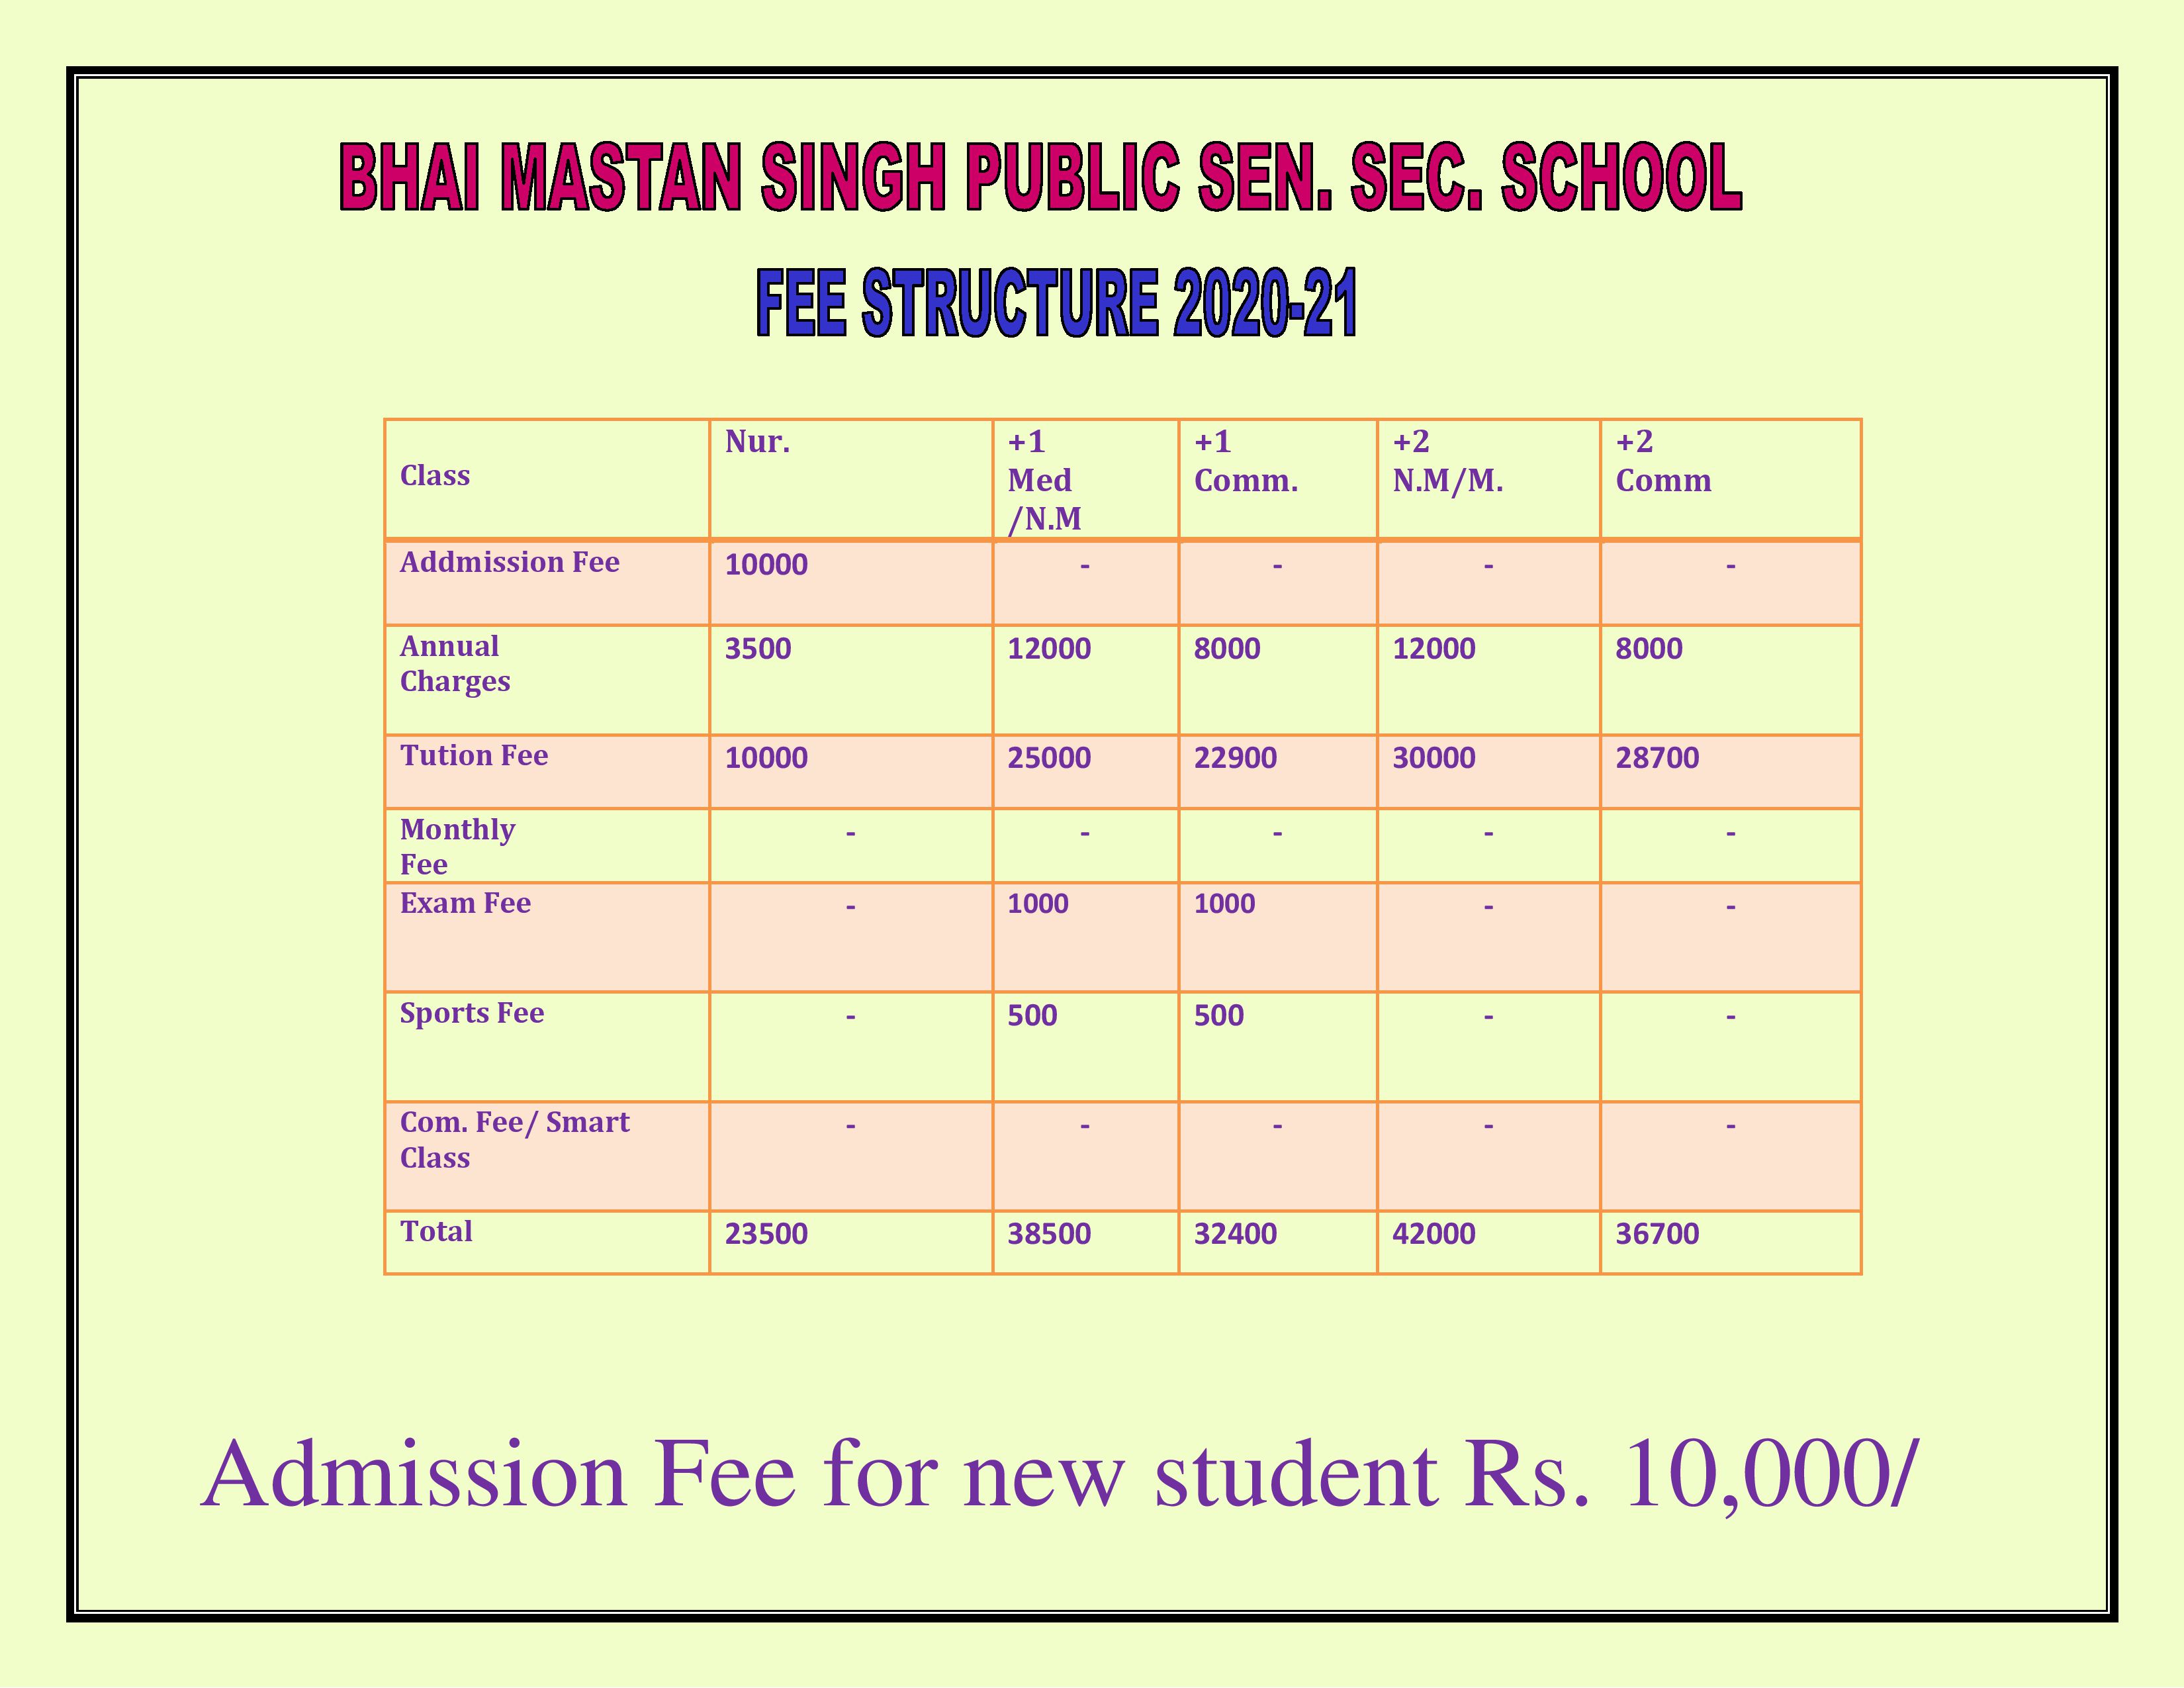 BHAI MASTAN SINGH PUBLIC SEN. SEC. SCHOOL
FEE STRUCTURE 2020-21
Class Nur. +1 Med /N.M +1 Comm. +2 N.M/M. +2 Comm
Addmission Fee 10000 - - - -
Annual Charges 3500 12000 8000 12000 8000
Tution Fee 10000 25000 22900 30000 28700
Monthly Fee - - - - -
Exam Fee - 1000 1000 - -
Sports Fee - 500 500 - -
Com. Fee/ Smart Class - - - - -
Total 23500 38500 32400 42000 36700
Admission Fee for new student Rs. 10,000/